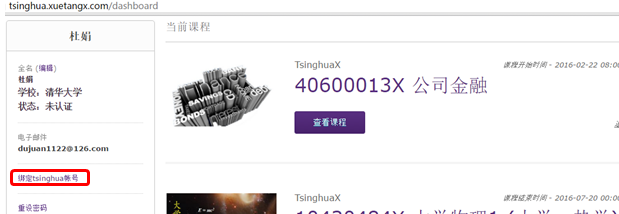 tsinghua.xuetangx.com/dashboard
杜娟
全名 (编辑)
杜娟
学校：清华大学
状态：未认证
电子邮件
dujuan1122@126.com
绑定tsinghua帐号
重设密码
当前课程
TsinghuaX
课程开始时间 - 2016-02-22 08:00
40600013X 公司金融
查看课程
SAYINGS
BONDS
TsinghuaX
课程结束时间 - 2016-07-20 00:00